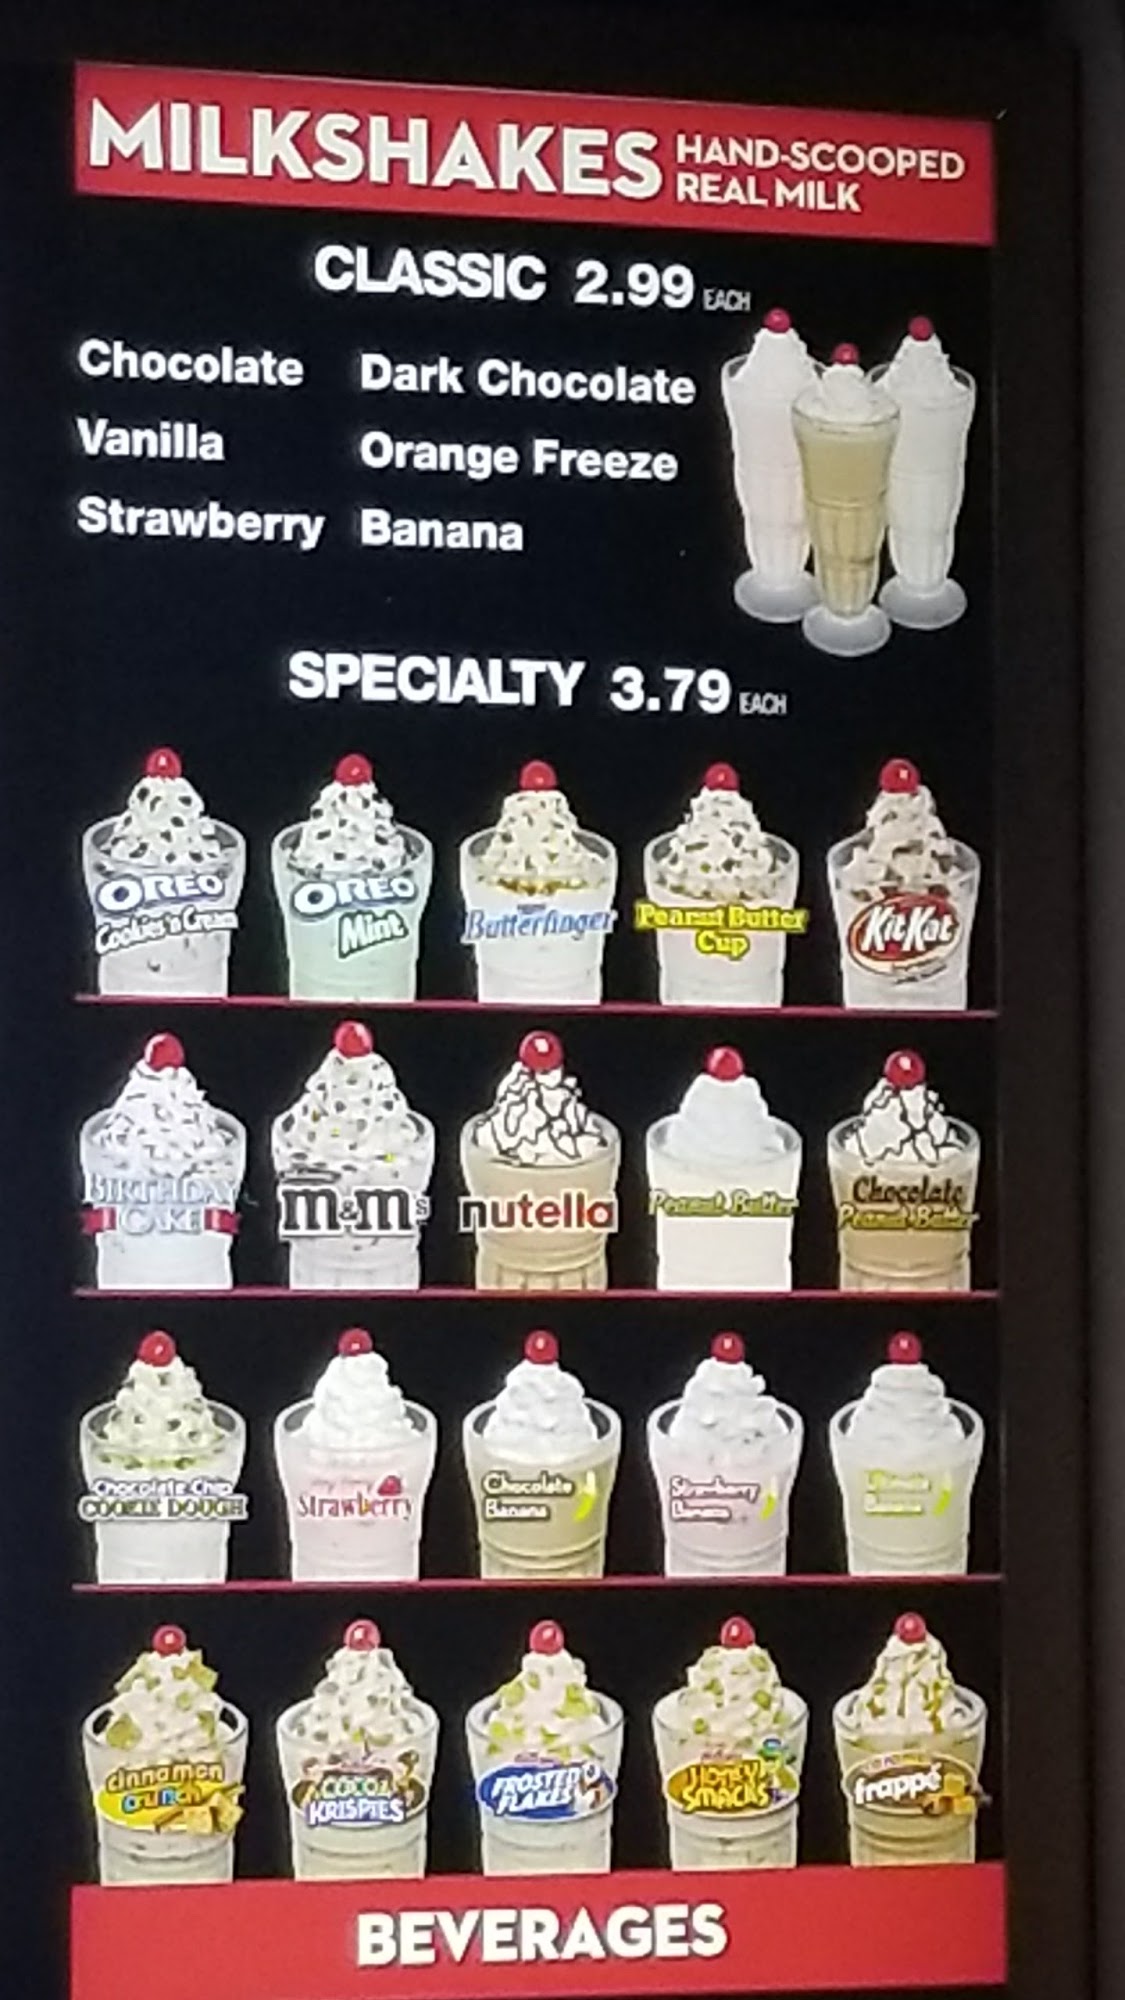 MILKSHAKES HAND-SCOOPED
REAL MILK
CLASSIC 2.99 EACH
Chocolate Dark Chocolate
Vanilla Orange Freeze
Strawberry Banana
SPECIALTY 3.79 EACH
OREO
Cookies 'n Cream
OREO
Mint
Butterfinger
Peanut Butter
Cup
KitKat
BIRTHDAY
CAKE
m&m's
nutella
Peanut Butter
Chocolate
Peanut Butter
Chocolate Chip
COOKIE DOUGH
Strawberry
Chocolate
Banana
Strawberry
Banana
Banana
cinnamon
crunch
COCOA
KRISPIES
FROSTED
FLAKES
HONEY
SMACKS
frappé
BEVERAGES